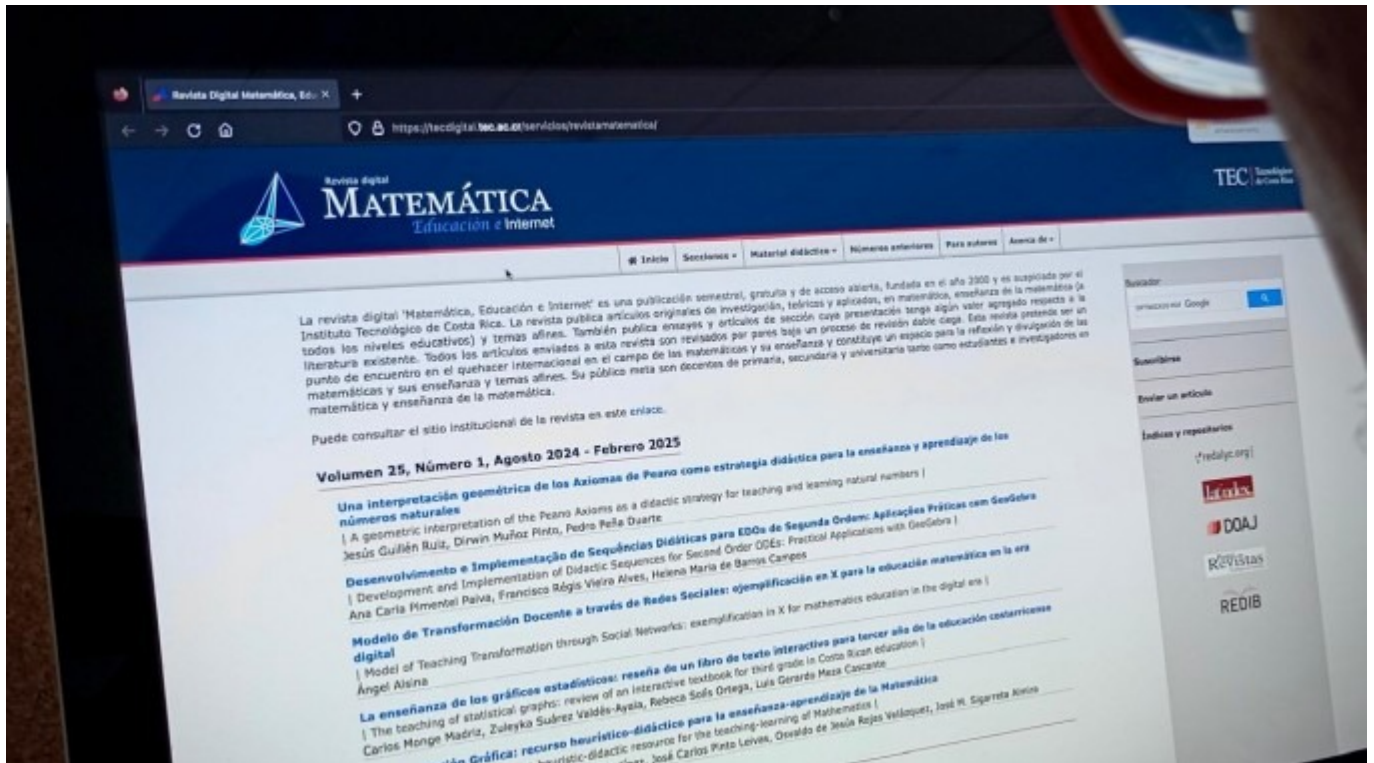 Revista Digital Matemática, Edu
https://tecdigital.tec.ac.cr/servicios/revistamatematica/
Revista digital
MATEMÁTICA
Educación e Internet
TEC Tecnológico de Costa Rica
Inicio Secciones Material didáctico Números anteriores Para autores Acerca de
La revista digital 'Matemática, Educación e Internet' es una publicación semestral, gratuita y de acceso abierto, fundada en el año 2000 y es auspiciada por el
Instituto Tecnológico de Costa Rica. La revista publica artículos originales de investigación, teóricos y aplicados, en matemática, enseñanza de la matemática (a
todos los niveles educativos) y temas afines. También publica ensayos y artículos de sección cuya presentación tenga algún valor agregado respecto a la
literatura existente. Todos los artículos enviados a esta revista son revisados por pares bajo un proceso de revisión doble ciega. Esta revista pretende ser un
punto de encuentro en el quehacer internacional en el campo de las matemáticas y su enseñanza y constituye un espacio para la reflexión y divulgación de las
matemáticas y sus enseñanza y temas afines. Su público meta son docentes de primaria, secundaria y universitaria tanto como estudiantes e investigadores en
matemática y enseñanza de la matemática.
Puede consultar el sitio institucional de la revista en este enlace.
Volumen 25, Número 1, Agosto 2024 - Febrero 2025
Una interpretación geométrica de los Axiomas de Peano como estrategia didáctica para la enseñanza y aprendizaje de los
números naturales
| A geometric interpretation of the Peano Axioms as a didactic strategy for teaching and learning natural numbers |
Jesús Guillén Ruiz, Dirwin Muñoz Pinto, Pedro Peña Duarte
Desenvolvimento e Implementação de Sequências Didáticas para EDOs de Segunda Ordem: Aplicações Práticas com GeoGebra
| Development and Implementation of Didactic Sequences for Second Order ODEs: Practical Applications with GeoGebra |
Ana Carla Pimentel Paiva, Francisco Régis Vieira Alves, Helena Maria de Barros Campos
Modelo de Transformación Docente a través de Redes Sociales: ejemplificación en X para la educación matemática en la era
digital
| Model of Teaching Transformation through Social Networks: exemplification in X for mathematics education in the digital era |
Ángel Alsina
La enseñanza de los gráficos estadísticos: reseña de un libro de texto interactivo para tercer año de la educación costarricense
| The teaching of statistical graphs: review of an interactive textbook for third grade in Costa Rican education |
Carlos Monge Madriz, Zuleyka Suárez Valdés-Ayala, Rebeca Solís Ortega, Luis Gerardo Meza Cascante
Gráfica: recurso heurístico-didáctico para la enseñanza-aprendizaje de la Matemática
heuristic-didactic resource for the teaching-learning of Mathematics |
José Carlos Pinto Leivas, Osvaldo de Jesús Rojas Velázquez, José M. Sigarreta Almira
Buscador
Google
Suscribirse
Enviar un artículo
Índices y repositorios
redalyc.org
latindex
DOAJ
Revistas
REDIB